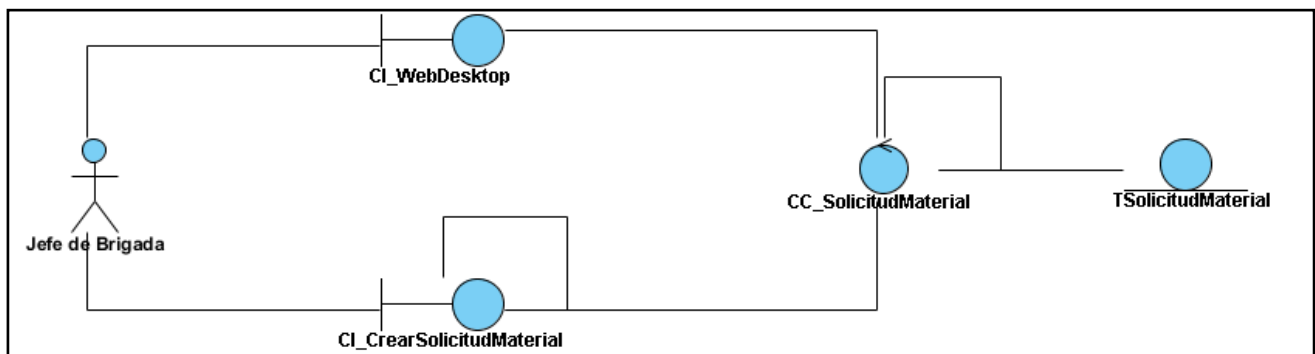 CI_WebDesktop
CC_SolicitudMaterial
TSolicitudMaterial
Jefe de Brigada
CI_CrearSolicitudMaterial